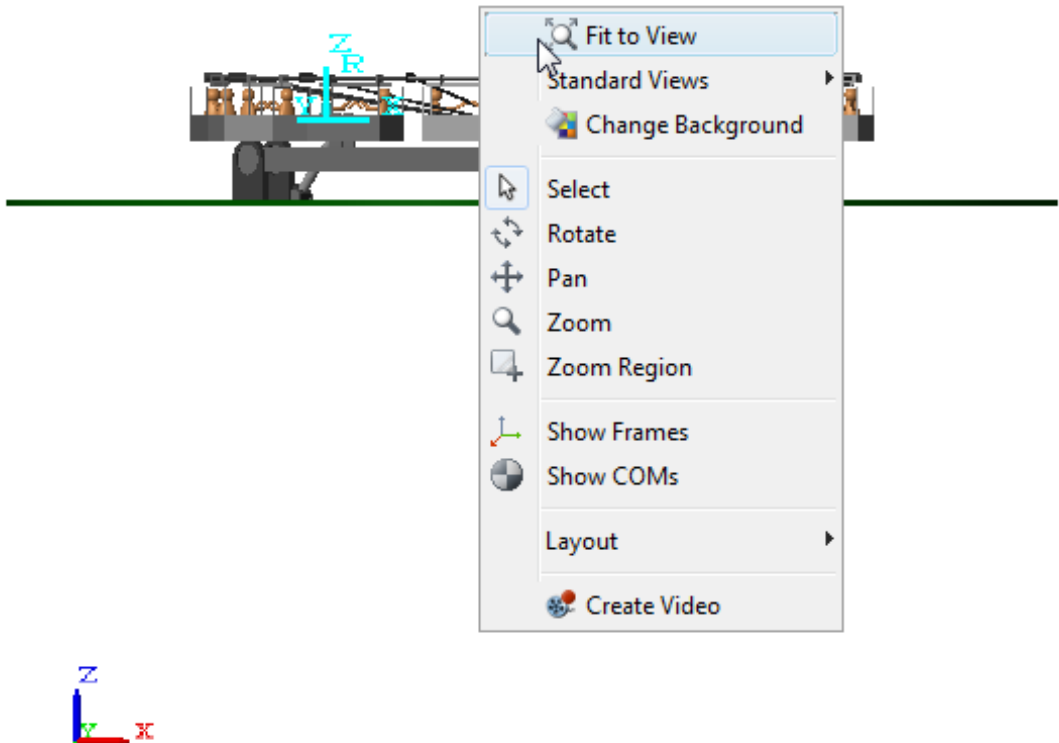 Z
R
Y
X
Fit to View
Standard Views
Change Background
Select
Rotate
Pan
Zoom
Zoom Region
Show Frames
Show COMs
Layout
Create Video
Z
Y
X